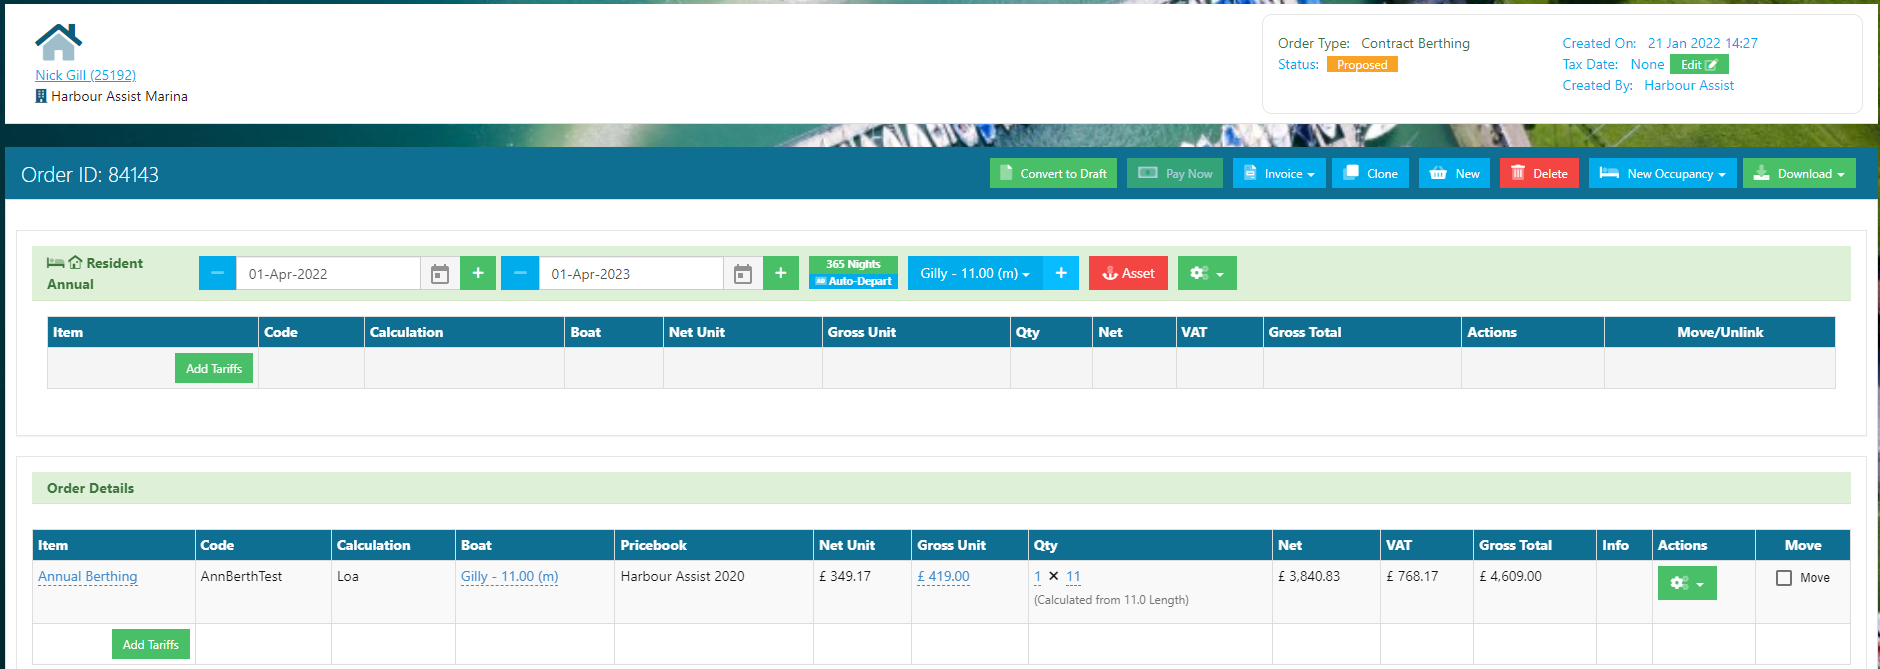 Nick Gill (25192)
Harbour Assist Marina
Order Type: Contract Berthing
Status: Proposed
Created On: 21 Jan 2022 14:27
Tax Date: None Edit
Created By: Harbour Assist
Order ID: 84143
Convert to Draft Pay Now Invoice Clone New Delete New Occupancy Download
Resident
Annual
01-Apr-2022 + 01-Apr-2023 +
365 Nights
Auto-Depart
Gilly - 11.00 (m) + Asset
Item Code Calculation Boat Net Unit Gross Unit Qty Net VAT Gross Total Actions Move/Unlink
Add Tariffs
Order Details
Item Code Calculation Boat Pricebook Net Unit Gross Unit Qty Net VAT Gross Total Info Actions Move
Annual Berthing AnnBerthTest Loa Gilly - 11.00 (m) Harbour Assist 2020 £ 349.17 £ 419.00 1 × 11 £ 3,840.83 £ 768.17 £ 4,609.00 Move
(Calculated from 11.0 Length)
Add Tariffs